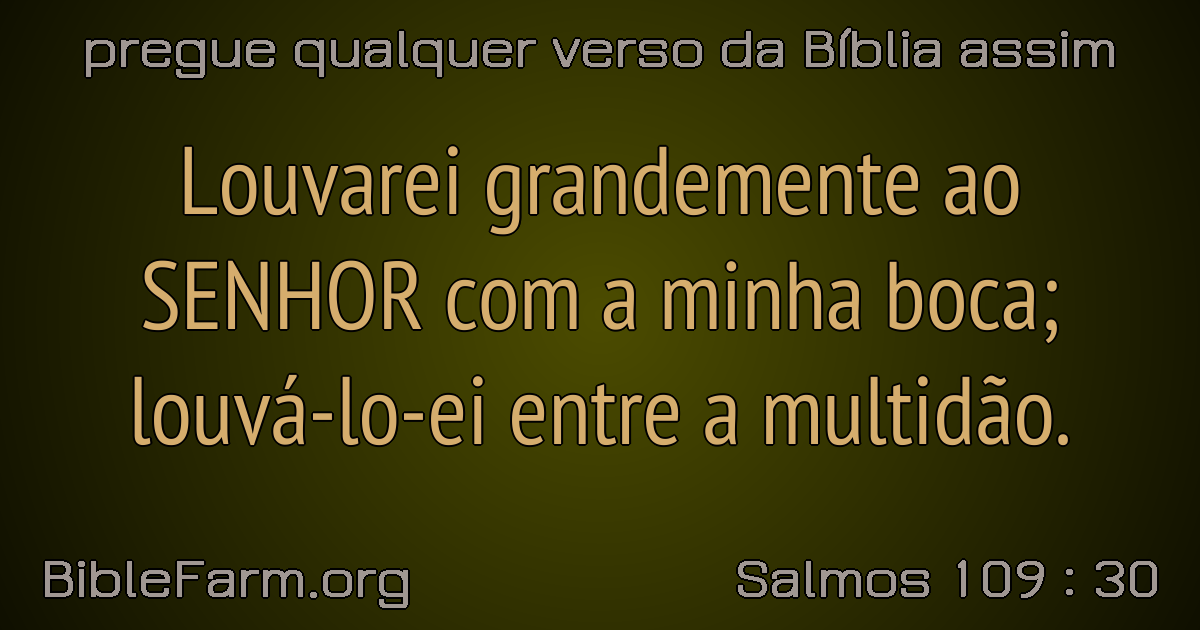 pregue qualquer verso da Bíblia assim
Louvarei grandemente ao
SENHOR com a minha boca;
louvá-lo-ei entre a multidão.
BibleFarm.org
Salmos 109 : 30